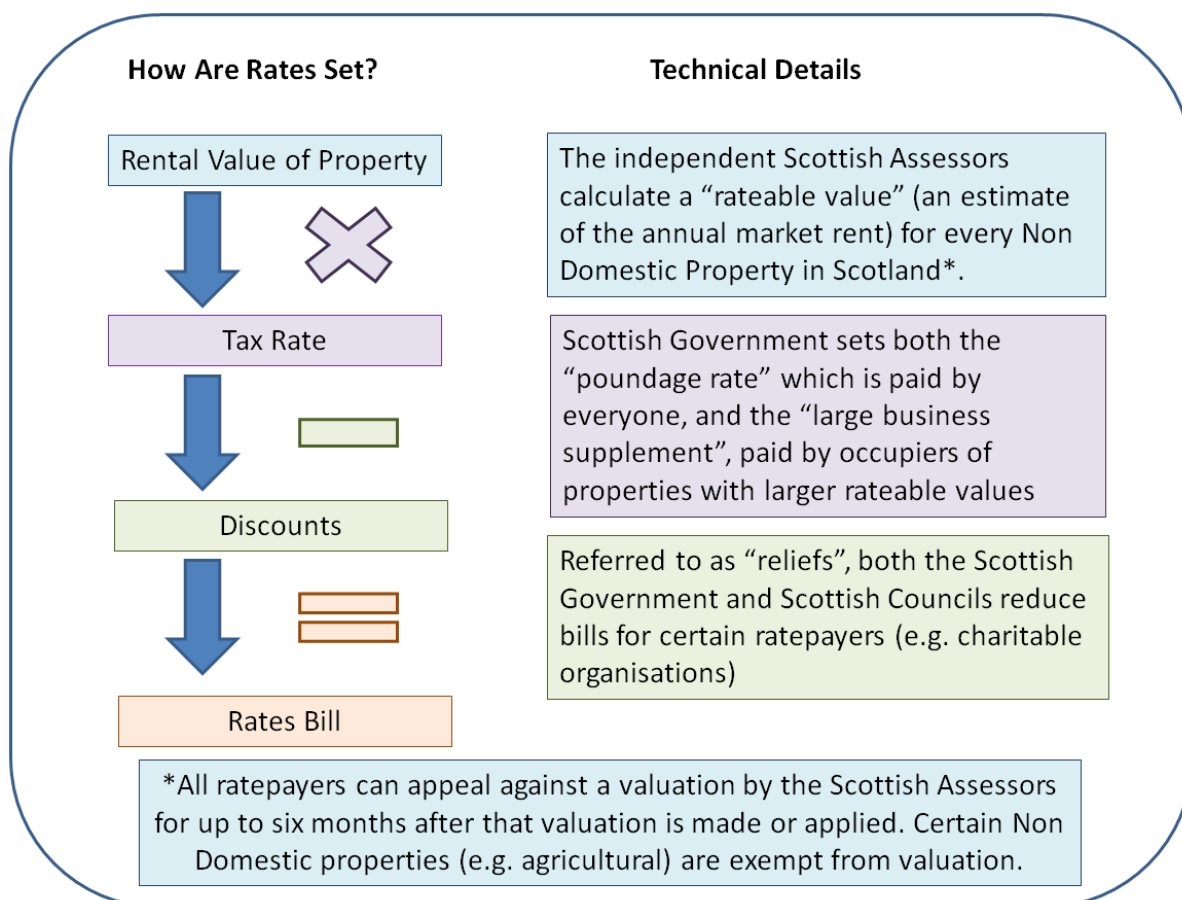 How Are Rates Set?
Technical Details
Rental Value of Property
Tax Rate
Discounts
Rates Bill
The independent Scottish Assessors
calculate a “rateable value” (an
estimate of the annual market rent) for every Non
Domestic Property in Scotland*.
Scottish Government sets both the
“poundage rate” which is paid by
everyone, and the “large business
supplement”, paid by occupiers of
properties with larger rateable values
Referred to as “reliefs”, both the Scottish
Government and Scottish Councils reduce
bills for certain ratepayers (e.g. charitable
organisations)
*All ratepayers can appeal against a valuation by the Scottish Assessors
for up to six months after that valuation is made or applied. Certain Non
Domestic properties (e.g. agricultural) are exempt from valuation.